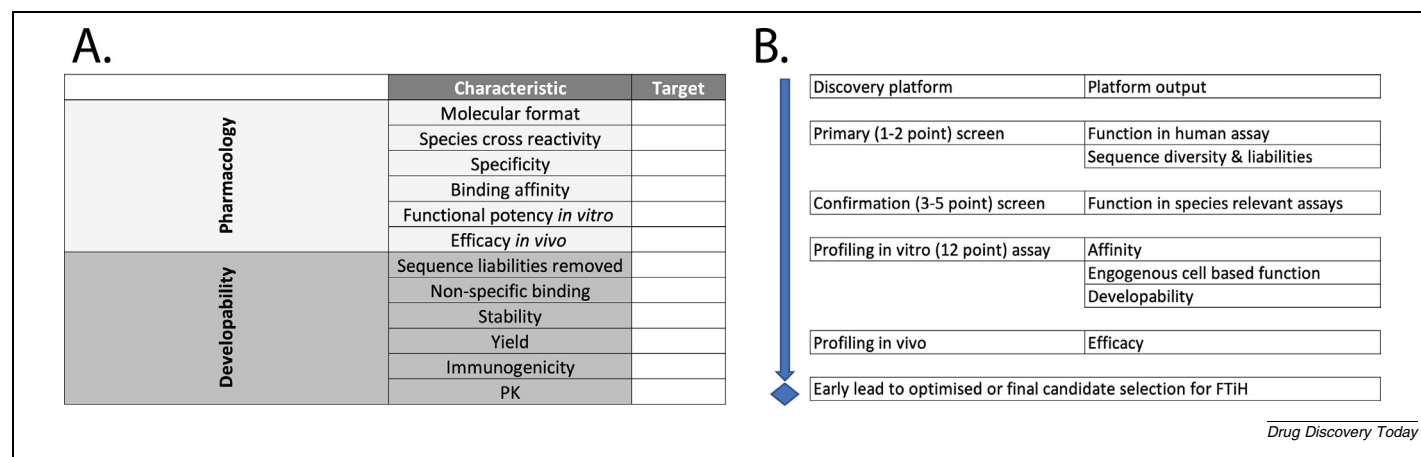 A.
Characteristic Target
Pharmacology
Molecular format
Species cross reactivity
Specificity
Binding affinity
Functional potency in vitro
Efficacy in vivo
Developability
Sequence liabilities removed
Non-specific binding
Stability
Yield
Immunogenicity
PK
B.
Discovery platform Platform output
Primary (1-2 point) screen Function in human assay
Sequence diversity & liabilities
Confirmation (3-5 point) screen Function in species relevant assays
Profiling in vitro (12 point) assay Affinity
Engogenous cell based function
Developability
Profiling in vivo Efficacy
Early lead to optimised or final candidate selection for FTiH
Drug Discovery Today